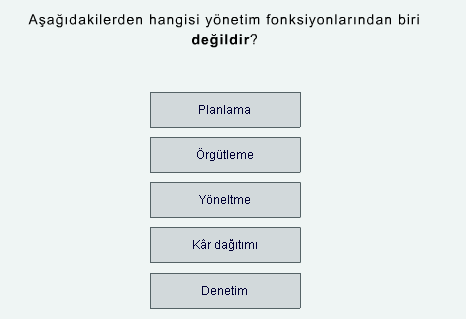 Aşağıdakilerden hangisi yönetim fonksiyonlarından biri
değildir?
Planlama
Örgütleme
Yöneltme
Kâr dağıtımı
Denetim